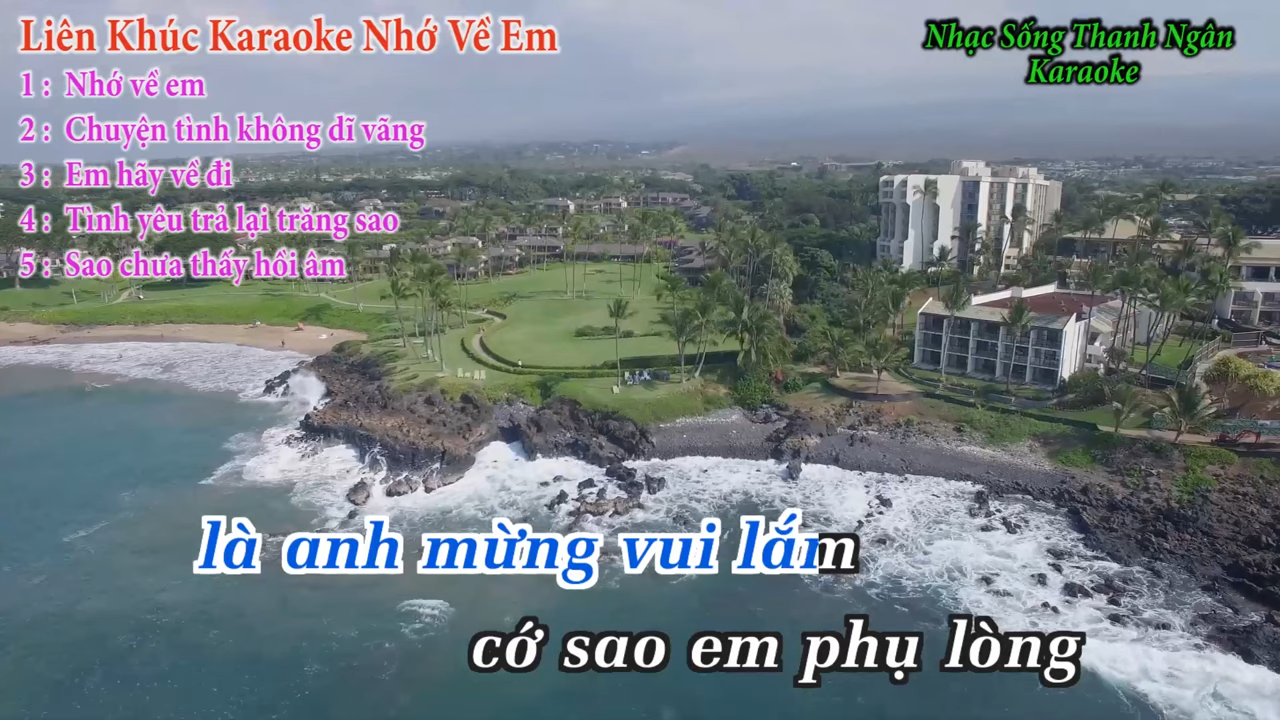 Liên Khúc Karaoke Nhớ Về Em
1 : Nhớ về em
2 : Chuyện tình không dĩ vãng
3 : Em hãy về đi
4 : Tình yêu trả lại trăng sao
5 : Sao chưa thấy hồi âm
Nhạc Sống Thanh Ngân
Karaoke
là anh mừng vui lắm
cớ sao em phụ lòng